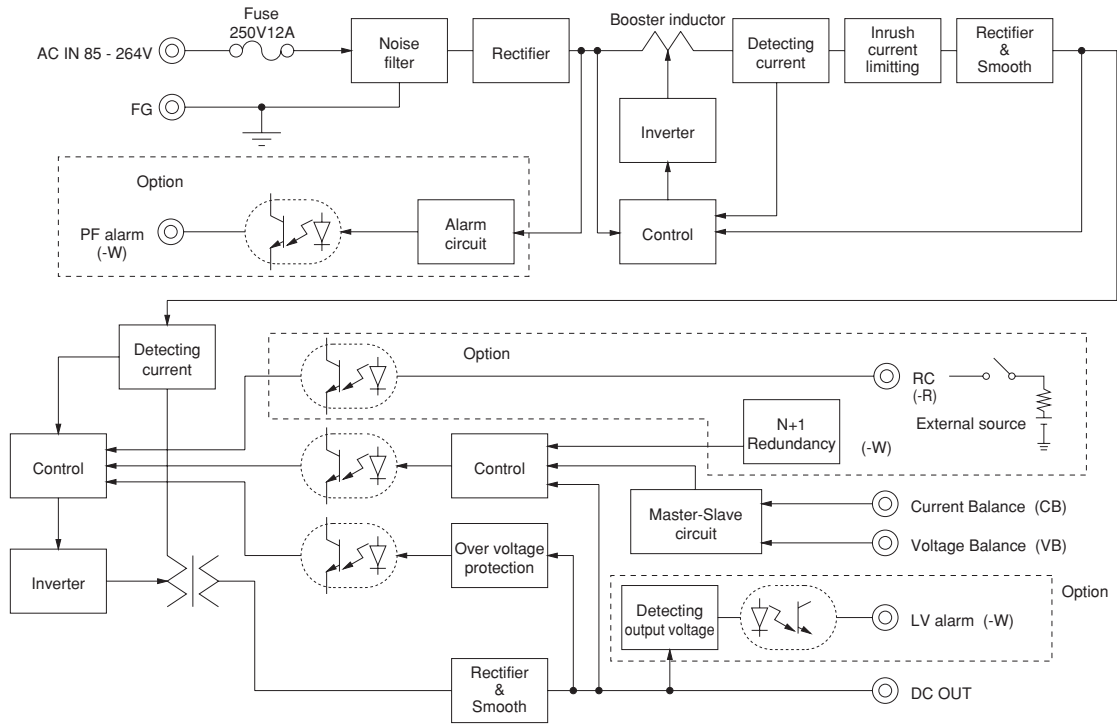 Fuse
250V12A
AC IN 85 - 264V
Noise
filter
Rectifier
Booster inductor
Detecting
current
Inrush
current
limitting
Rectifier
&
Smooth
FG
Inverter
Control
Option
PF alarm
(-W)
Alarm
circuit
Detecting
current
Option
RC
(-R)
External source
N+1
Redundancy
(-W)
Control
Control
Master-Slave
circuit
Current Balance (CB)
Voltage Balance (VB)
Inverter
Over voltage
protection
Option
Detecting
output voltage
LV alarm (-W)
Rectifier
&
Smooth
DC OUT